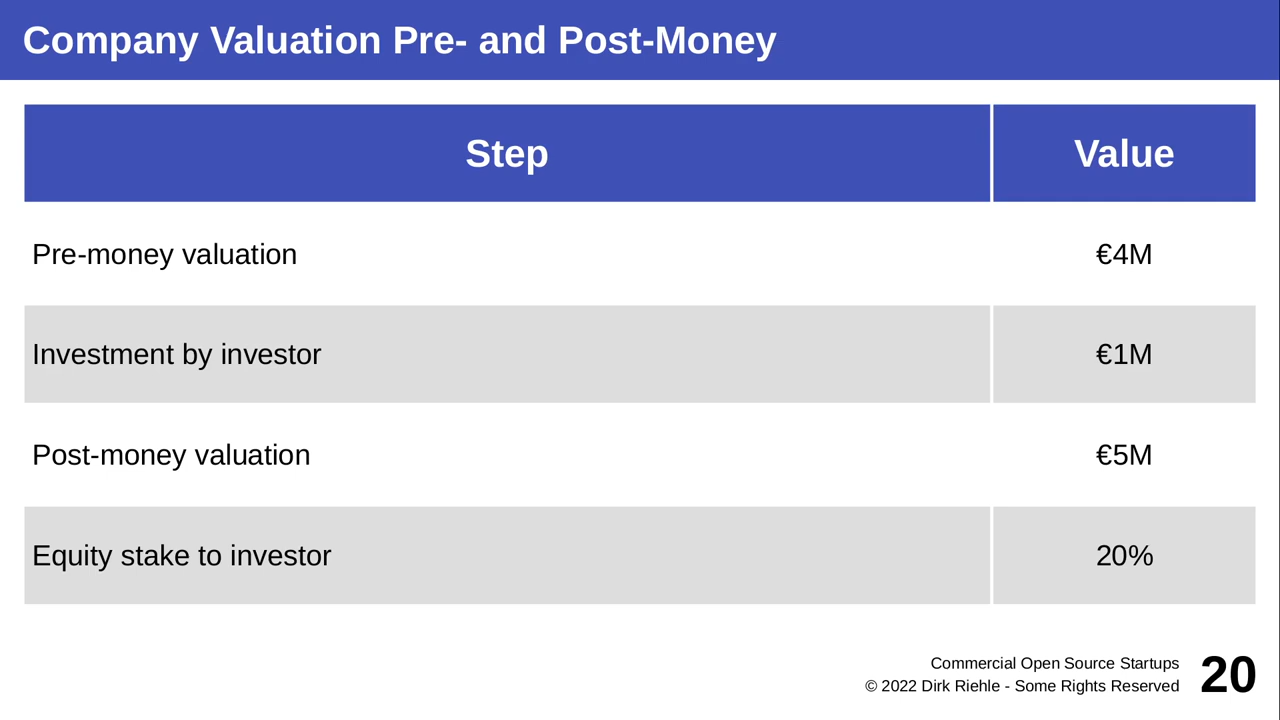 Company Valuation Pre- and Post-Money
Step Value
Pre-money valuation €4M
Investment by investor €1M
Post-money valuation €5M
Equity stake to investor 20%
Commercial Open Source Startups
© 2022 Dirk Riehle - Some Rights Reserved 20